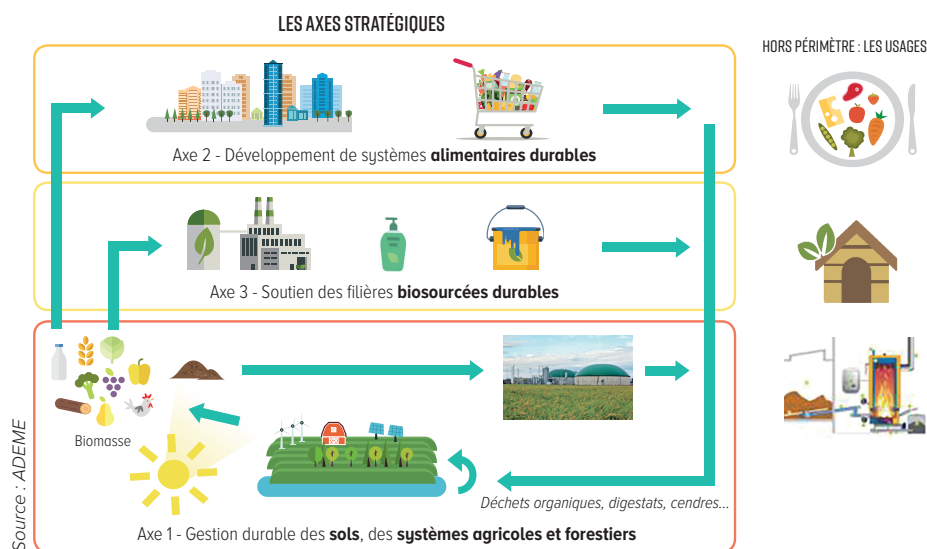 LES AXES STRATÉGIQUES
HORS PÉRIMÈTRE : LES USAGES
Axe 2 - Développement de systèmes alimentaires durables
Axe 3 - Soutien des filières biosourcées durables
Biomasse
Déchets organiques, digestats, cendres...
Axe 1 - Gestion durable des sols, des systèmes agricoles et forestiers
Source : ADEME